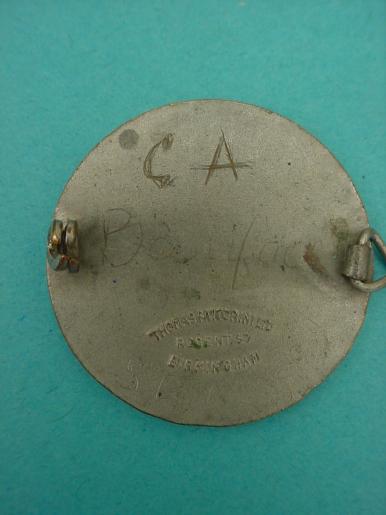 C A
THOMAS FATTORINI LTD
REGENT ST
BIRMINGHAM